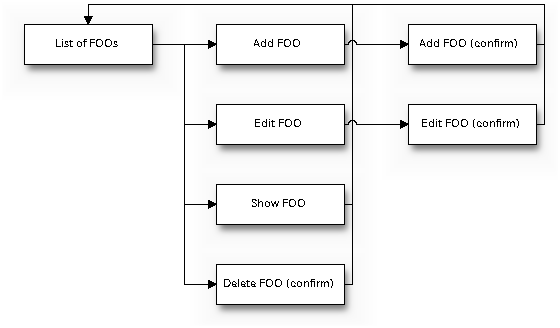 List of FOOs
Add FOO
Add FOO (confirm)
Edit FOO
Edit FOO (confirm)
Show FOO
Delete FOO (confirm)